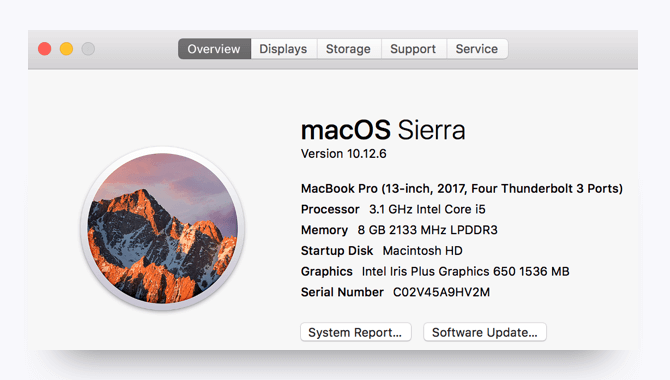 Overview Displays Storage Support Service
macOS Sierra
Version 10.12.6
MacBook Pro (13-inch, 2017, Four Thunderbolt 3 Ports)
Processor 3.1 GHz Intel Core i5
Memory 8 GB 2133 MHz LPDDR3
Startup Disk Macintosh HD
Graphics Intel Iris Plus Graphics 650 1536 MB
Serial Number C02V45A9HV2M
System Report... Software Update...